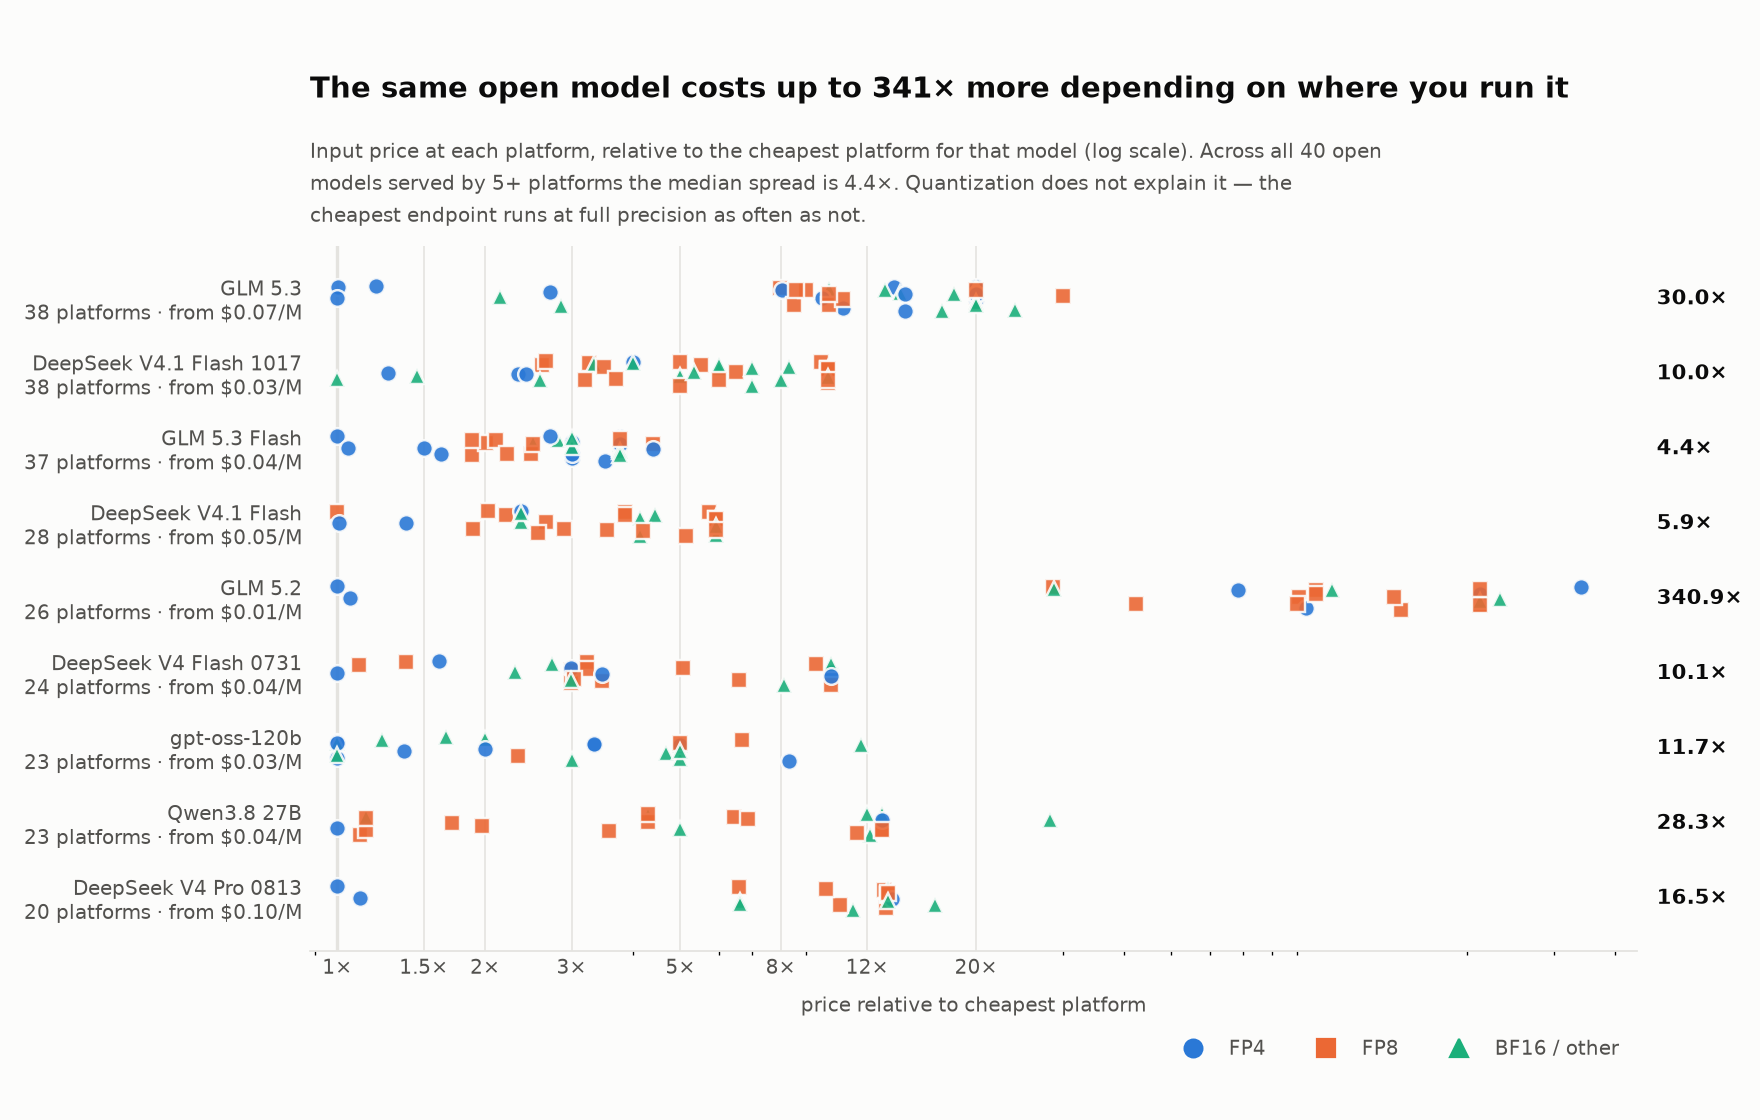 The same open model costs up to 341× more depending on where you run it
Input price at each platform, relative to the cheapest platform for that model (log scale). Across all 40 open
models served by 5+ platforms the median spread is 4.4×. Quantization does not explain it — the
cheapest endpoint runs at full precision as often as not.
GLM 5.3
38 platforms · from $0.07/M
30.0×
DeepSeek V4.1 Flash 1017
38 platforms · from $0.03/M
10.0×
GLM 5.3 Flash
37 platforms · from $0.04/M
4.4×
DeepSeek V4.1 Flash
28 platforms · from $0.05/M
5.9×
GLM 5.2
26 platforms · from $0.01/M
340.9×
DeepSeek V4 Flash 0731
24 platforms · from $0.04/M
10.1×
gpt-oss-120b
23 platforms · from $0.03/M
11.7×
Qwen3.8 27B
23 platforms · from $0.04/M
28.3×
DeepSeek V4 Pro 0813
20 platforms · from $0.10/M
16.5×
1× 1.5× 2× 3× 5× 8× 12× 20×
price relative to cheapest platform
FP4 FP8 BF16 / other